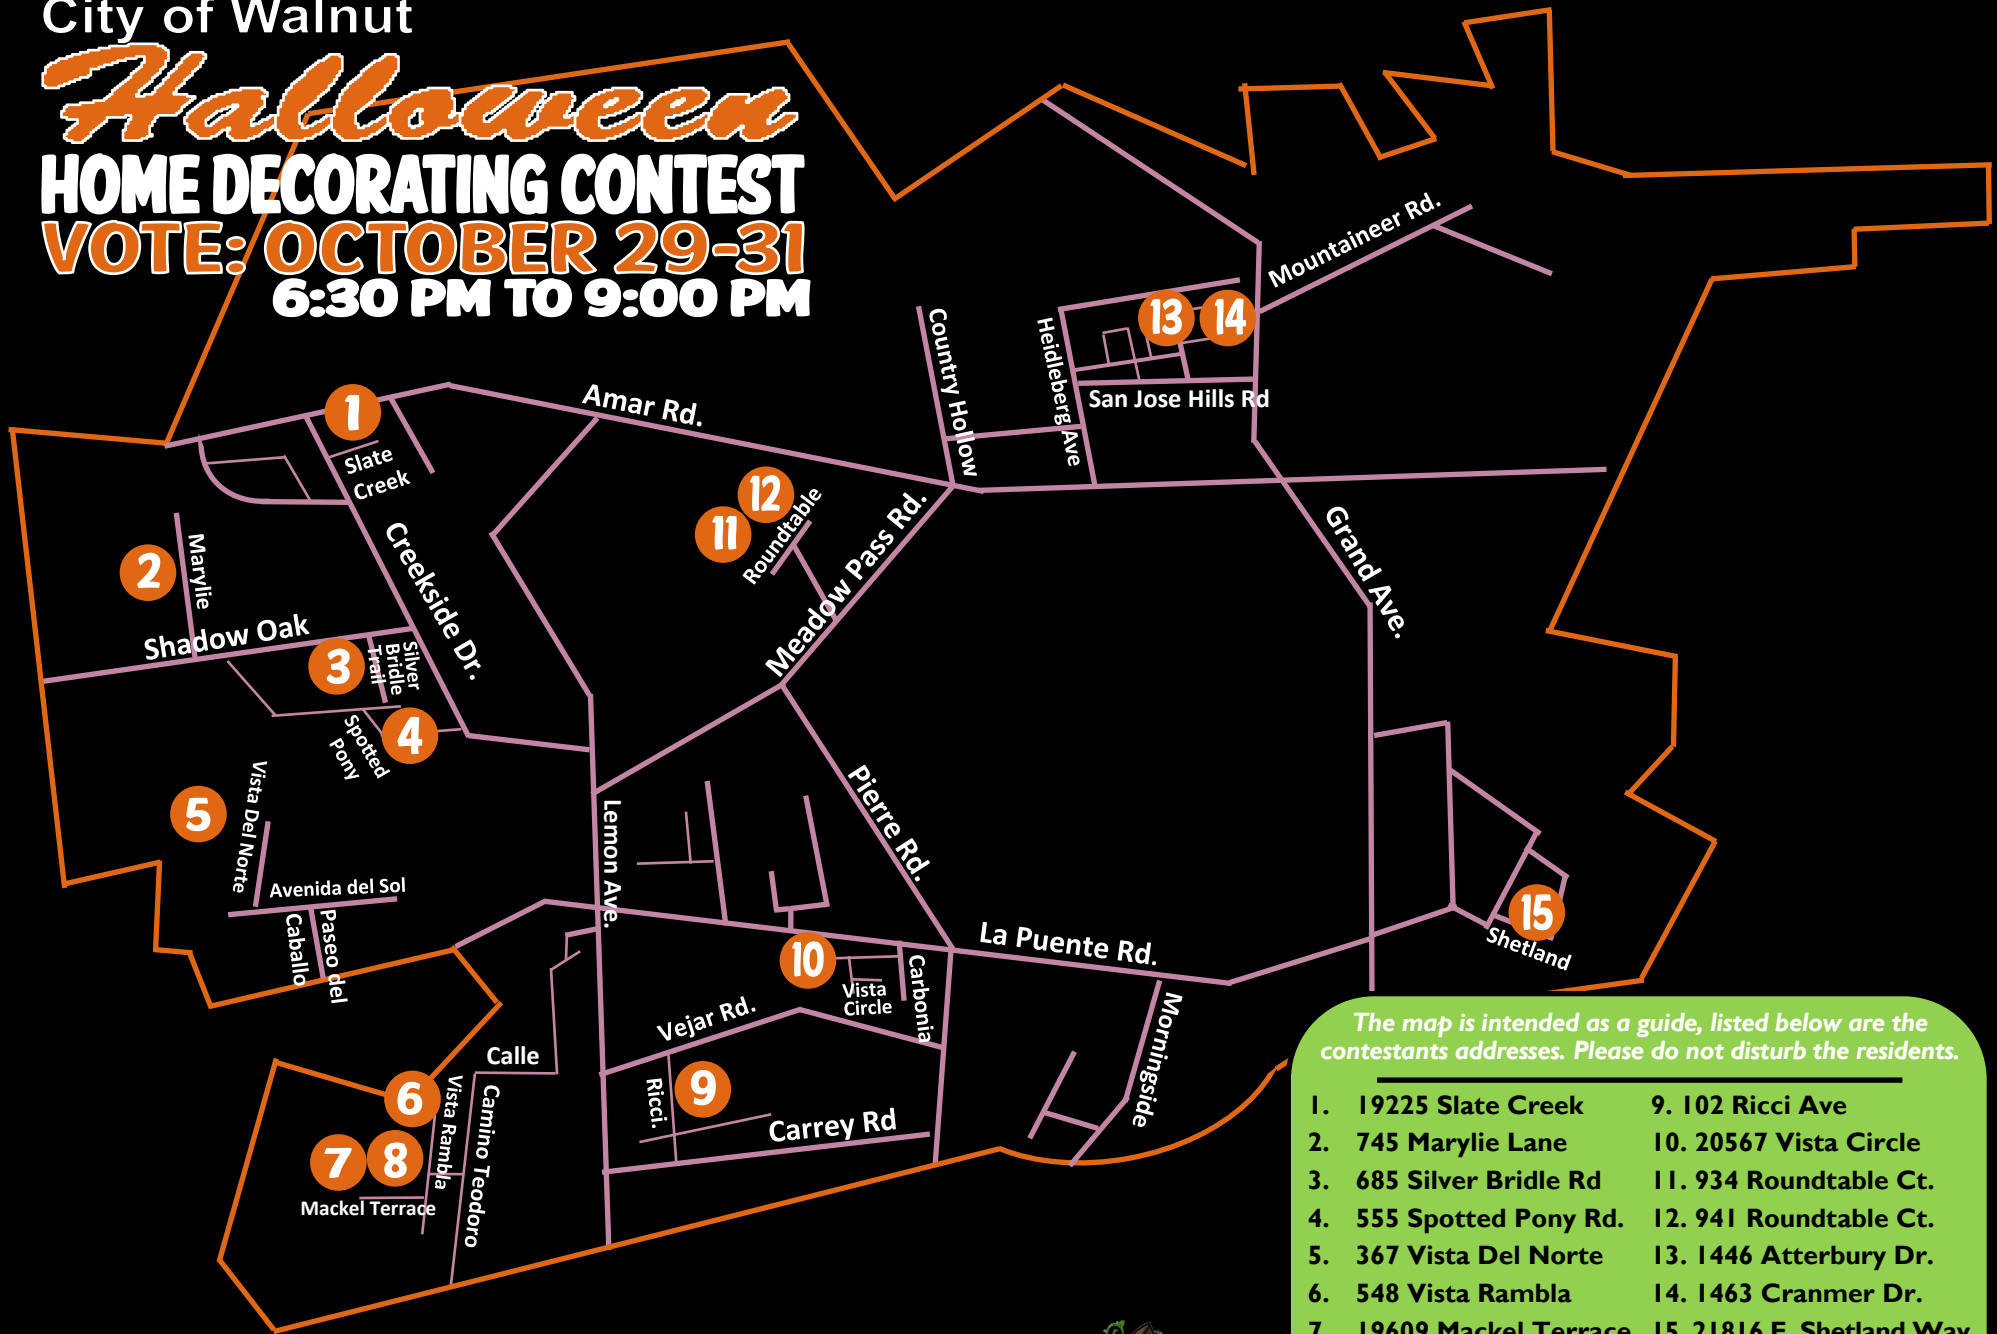 City of Walnut
Halloween
HOME DECORATING CONTEST
VOTE: OCTOBER 29-31
6:30 PM TO 9:00 PM
Mountaineer Rd.
13
14
Country Hollow
Heidleberg Ave
San Jose Hills Rd
1
Amar Rd.
Slate
Creek
12
11
Roundtable
Meadow Pass Rd.
Grand Ave.
2
Marylie
Creekside Dr.
Shadow Oak
3
Silver
Bridle
Trail
4
Spotted
Pony
5
Vista Del Norte
Lemon Ave.
Pierre Rd.
Avenida del Sol
Paseo del
Caballo
10
La Puente Rd.
15
Shetland
Vista
Circle
Carbonia
Vejar Rd.
Morningside
Calle
6
Vista Rambla
Camino Teodoro
Ricci.
9
Carrey Rd
7
8
Mackel Terrace
The map is intended as a guide, listed below are the
contestants addresses. Please do not disturb the residents.
1. 19225 Slate Creek
2. 745 Marylie Lane
3. 685 Silver Bridle Rd
4. 555 Spotted Pony Rd.
5. 367 Vista Del Norte
6. 548 Vista Rambla
7. 19609 Mackel Terrace
9. 102 Ricci Ave
10. 20567 Vista Circle
11. 934 Roundtable Ct.
12. 941 Roundtable Ct.
13. 1446 Atterbury Dr.
14. 1463 Cranmer Dr.
15. 21816 E. Shetland Way